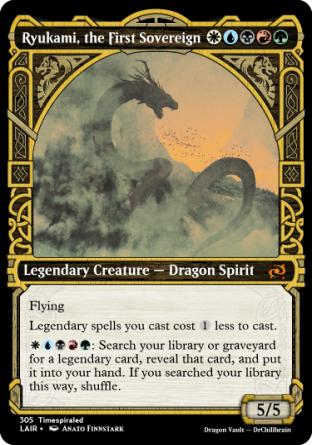 Ryukami, the First Sovereign
Legendary Creature — Dragon Spirit
Flying
Legendary spells you cast cost 1 less to cast.
: Search your library or graveyard
for a legendary card, reveal that card, and put
it into your hand. If you searched your library
this way, shuffle.
5/5
305 Timespiraled
LAIR • Anato Finnstark
Dragon Vault — DrChillbrain